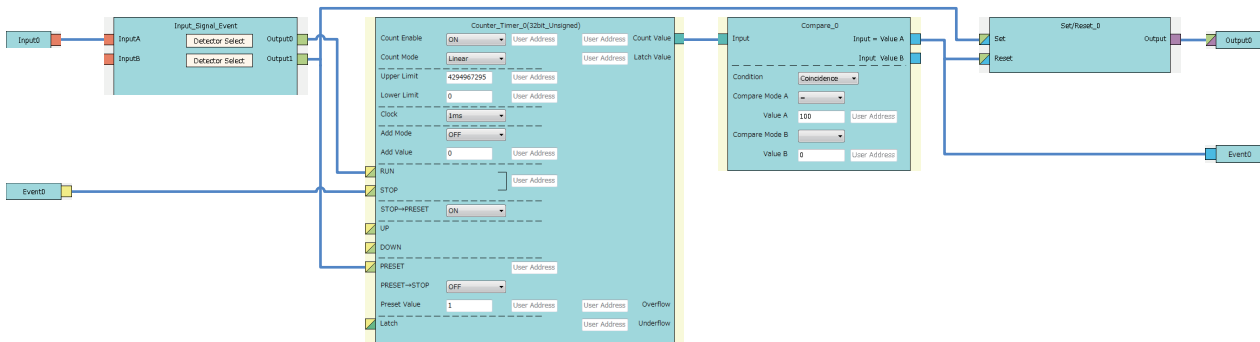 Input0
Input_Signal_Event
InputA Detector Select Output0
InputB Detector Select Output1
Event0
Counter_Timer_0(32bit_Unsigned)
Count Enable ON User Address User Address Count Value
Count Mode Linear User Address Latch Value
Upper Limit 4294967295 User Address
Lower Limit 0 User Address
Clock 1ms
Add Mode OFF
Add Value 0 User Address
RUN
User Address
STOP
STOP→PRESET ON
UP
DOWN
PRESET User Address
PRESET→STOP OFF
Preset Value 1 User Address User Address Overflow
Latch User Address Underflow
Compare_0
Input Input = Value A
Input Value B
Condition Coincidence
Compare Mode A =
Value A 100 User Address
Compare Mode B
Value B 0 User Address
Set/Reset_0
Set Output
Reset
Output0
Event0